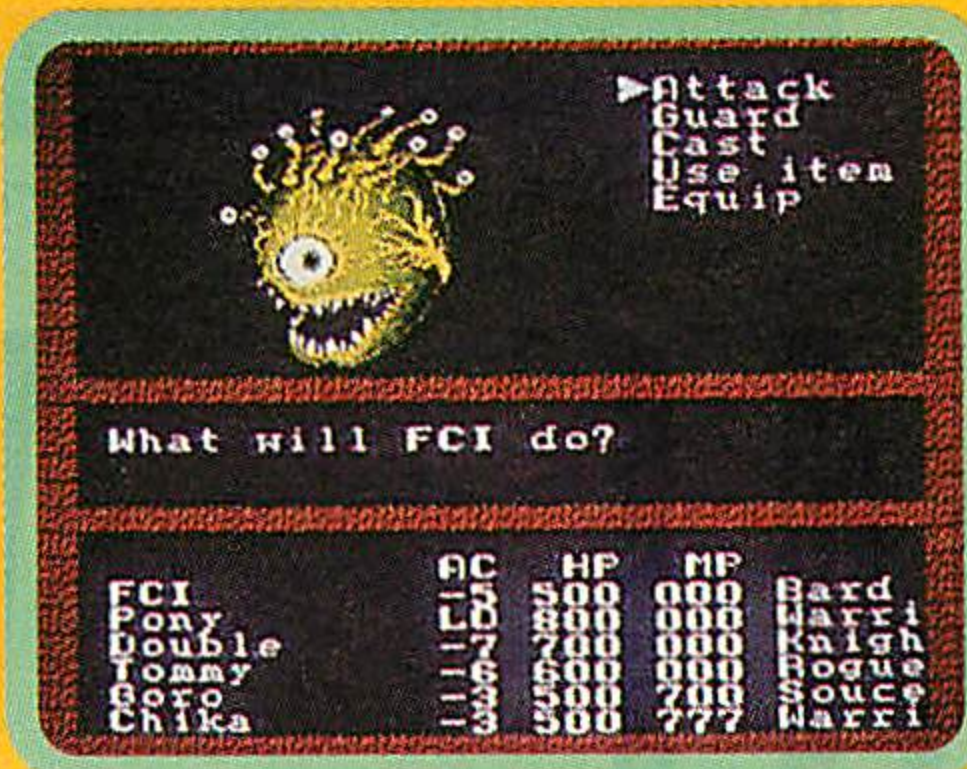 Attack
Guard
Cast
Use item
Equip
What will FCI do?
AC HP MP
FCI -5 500 000 Bard
Pony LO 800 000 Warri
Double -7 700 000 Knigh
Tommy -6 600 000 Rogue
Boro -3 500 700 Souce
Chika -3 500 777 Warri